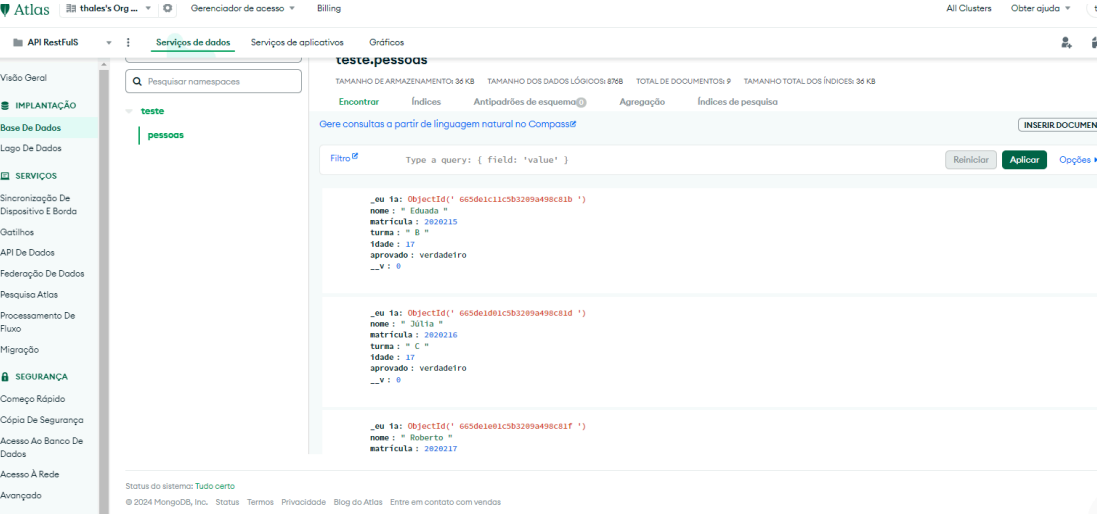 Atlas thales's Org ... Gerenciador de acesso Billing All Clusters Obter ajuda
API RestFulS Serviços de dados Serviços de aplicativos Gráficos
Visão Geral
IMPLANTAÇÃO
Base De Dados
Lago De Dados
SERVIÇOS
Sincronização De
Dispositivo E Borda
Gatilhos
API De Dados
Federação De Dados
Pesquisa Atlas
Processamento De
Fluxo
Migração
SEGURANÇA
Começo Rápido
Cópia De Segurança
Acesso Ao Banco De
Dados
Acesso À Rede
Avançado
Pesquisar namespaces
teste
pessoas
teste.pessoas
TAMANHO DE ARMAZENAMENTO: 36 KB TAMANHO DOS DADOS LÓGICOS: 876B TOTAL DE DOCUMENTOS: 9 TAMANHO TOTAL DOS ÍNDICES: 36 KB
Encontrar Índices Antipadrões de esquema 0 Agregação Índices de pesquisa
Gere consultas a partir de linguagem natural no Compass
INSERIR DOCUMEN
Filtro Type a query: { field: 'value' } Reiniciar Aplicar Opções
_eu ia: ObjectId(' 665de1c11c5b3209a498c81b ')
nome : " Eduada "
matrícula : 2020215
turma : " B "
idade : 17
aprovado : verdadeiro
__v : 0
_eu ia: ObjectId(' 665de1d01c5b3209a498c81d ')
nome : " Júlia "
matrícula : 2020216
turma : " C "
idade : 17
aprovado : verdadeiro
__v : 0
_eu ia: ObjectId(' 665de1e01c5b3209a498c81f ')
nome : " Roberto "
matrícula : 2020217
Status do sistema: Tudo certo
© 2024 MongoDB, Inc. Status Termos Privacidade Blog do Atlas Entre em contato com vendas